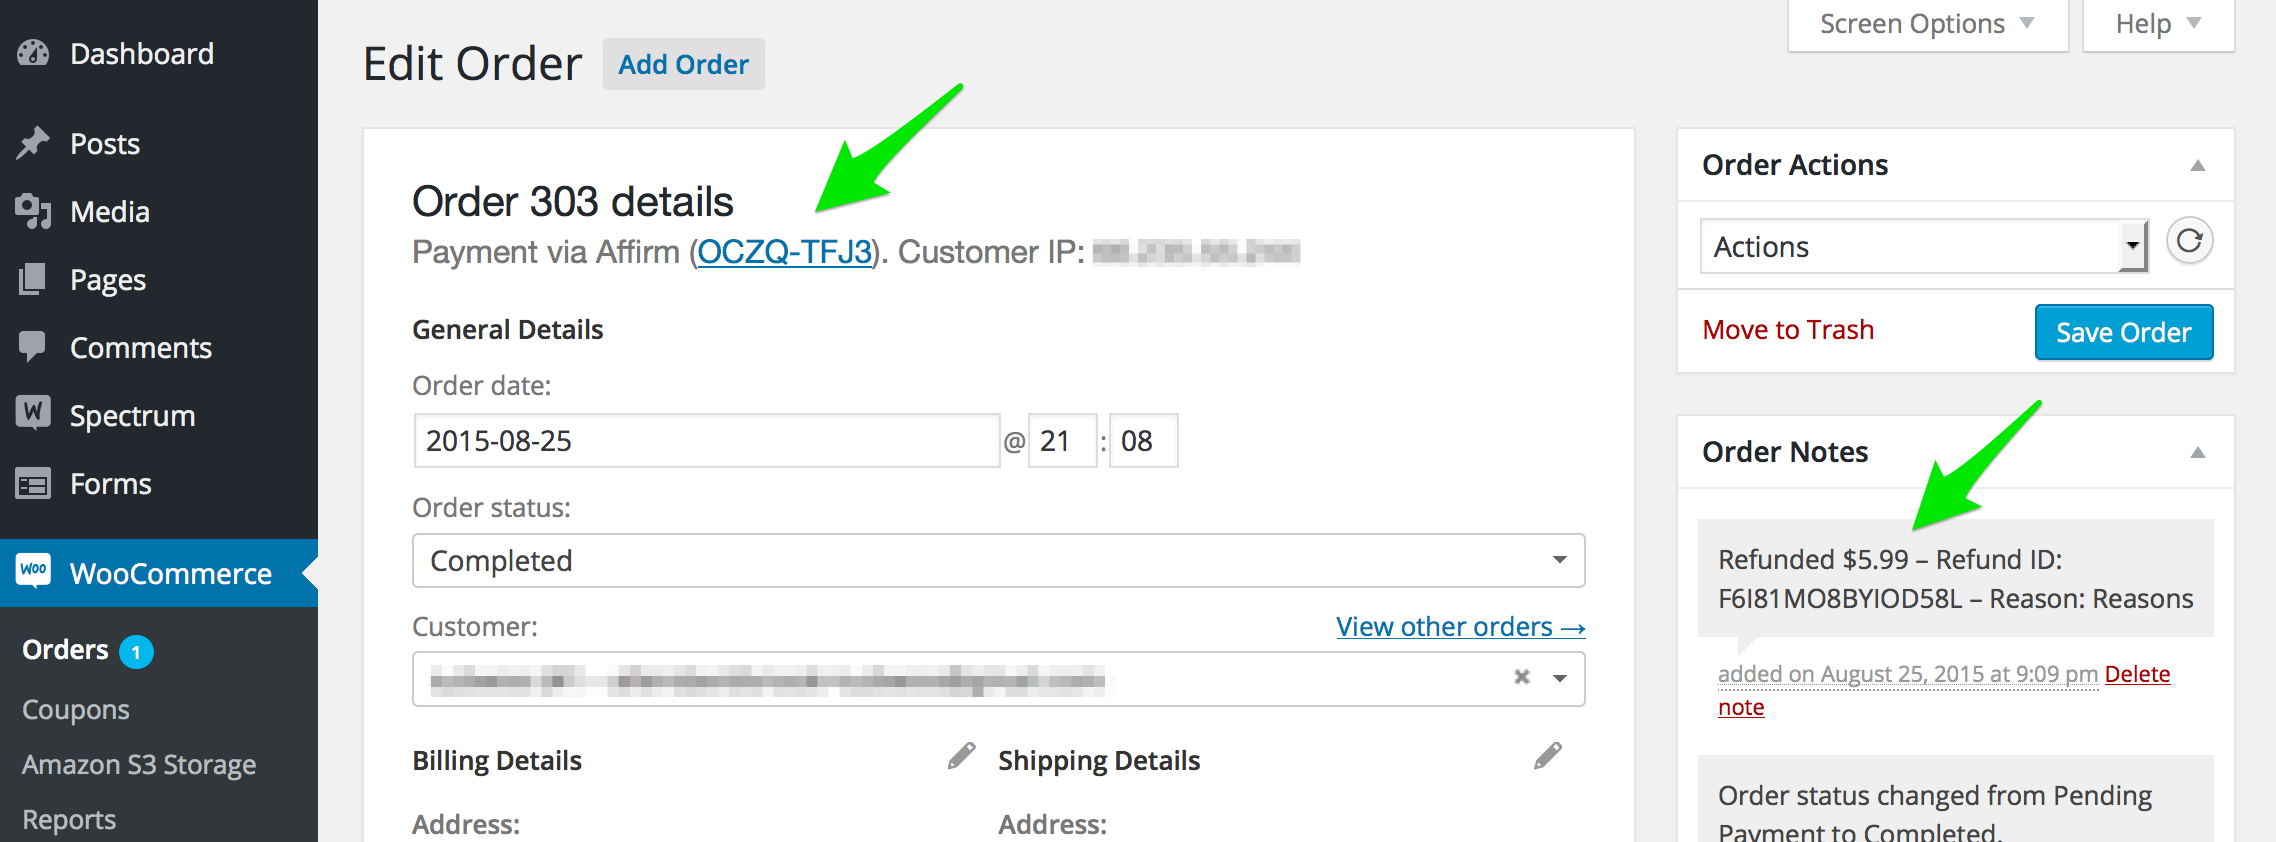 Dashboard
Posts
Media
Pages
Comments
W
Spectrum
Forms
Woo
WooCommerce
Orders 1
Coupons
Amazon S3 Storage
Reports
Screen Options
Help
Edit Order
Add Order
Order 303 details
Payment via Affirm (OCZQ-TFJ3). Customer IP:
General Details
Order date:
2015-08-25 @ 21 : 08
Order status:
Completed
Customer:
View other orders →
Billing Details
Shipping Details
Address:
Address:
Order Actions
Actions
Move to Trash
Save Order
Order Notes
Refunded $5.99 – Refund ID:
F6I81MO8BYIOD58L – Reason: Reasons
added on August 25, 2015 at 9:09 pm Delete
note
Order status changed from Pending
Payment to Completed.